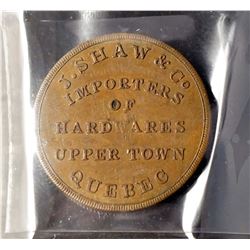 J. SHAW & Co
IMPORTERS
OF
HARDWARES
UPPER TOWN
QUEBEC